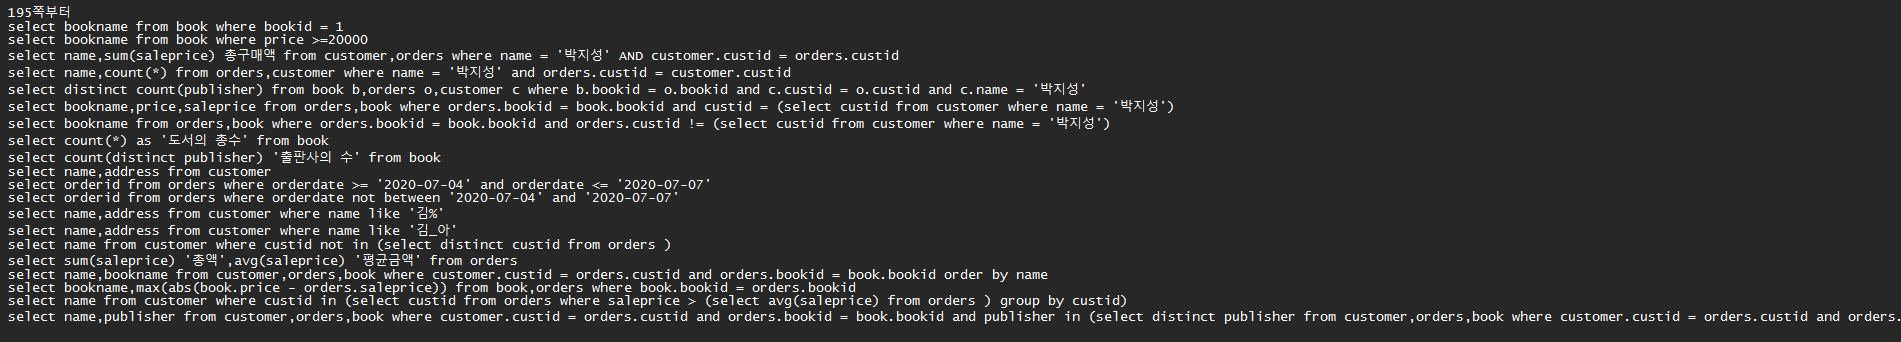 195쪽부터
select bookname from book where bookid = 1
select bookname from book where price >=20000
select name,sum(saleprice) 총구매액 from customer,orders where name = '박지성' AND customer.custid = orders.custid
select name,count(*) from orders,customer where name = '박지성' and orders.custid = customer.custid
select distinct count(publisher) from book b,orders o,customer c where b.bookid = o.bookid and c.custid = o.custid and c.name = '박지성'
select bookname,price,saleprice from orders,book where orders.bookid = book.bookid and custid = (select custid from customer where name = '박지성')
select bookname from orders,book where orders.bookid = book.bookid and orders.custid != (select custid from customer where name = '박지성')
select count(*) as '도서의 총수' from book
select count(distinct publisher) '출판사의 수' from book
select name,address from customer
select orderid from orders where orderdate >= '2020-07-04' and orderdate <= '2020-07-07'
select orderid from orders where orderdate not between '2020-07-04' and '2020-07-07'
select name,address from customer where name like '김%'
select name,address from customer where name like '김_아'
select name from customer where custid not in (select distinct custid from orders )
select sum(saleprice) '총액',avg(saleprice) '평균금액' from orders
select name,bookname from customer,orders,book where customer.custid = orders.custid and orders.bookid = book.bookid order by name
select bookname,max(abs(book.price - orders.saleprice)) from book,orders where book.bookid = orders.bookid
select name from customer where custid in (select custid from orders where saleprice > (select avg(saleprice) from orders ) group by custid)
select name,publisher from customer,orders,book where customer.custid = orders.custid and orders.bookid = book.bookid and publisher in (select distinct publisher from customer,orders,book where customer.custid = orders.custid and orders.